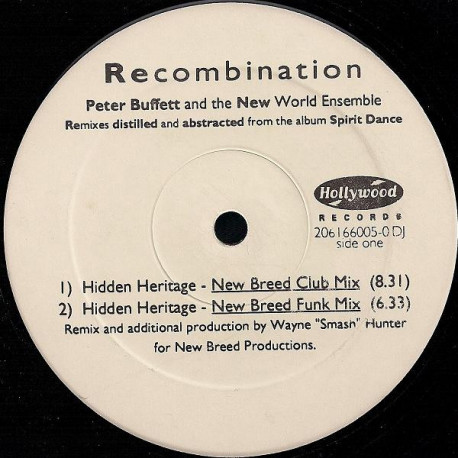 Recombination
Peter Buffett and the New World Ensemble
Remixes distilled and abstracted from the album Spirit Dance
Hollywood
RECORDS
206166005-0 DJ
side one
1) Hidden Heritage - New Breed Club Mix (8.31)
2) Hidden Heritage - New Breed Funk Mix (6.33)
Remix and additional production by Wayne "Smash" Hunter
for New Breed Productions.